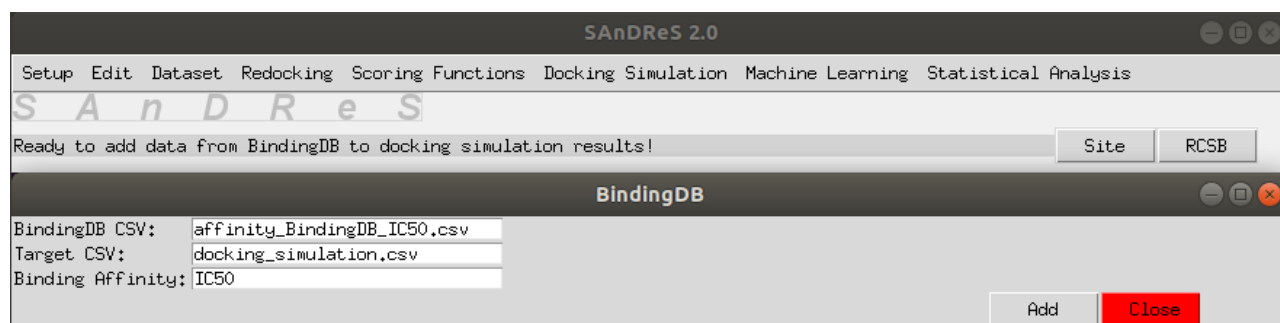 SAnDReS 2.0
Setup Edit Dataset Redocking Scoring Functions Docking Simulation Machine Learning Statistical Analysis
S A n D R e S
Ready to add data from BindingDB to docking simulation results! Site RCSB
BindingDB
BindingDB CSV: affinity_BindingDB_IC50.csv
Target CSV: docking_simulation.csv
Binding Affinity: IC50
Add Close